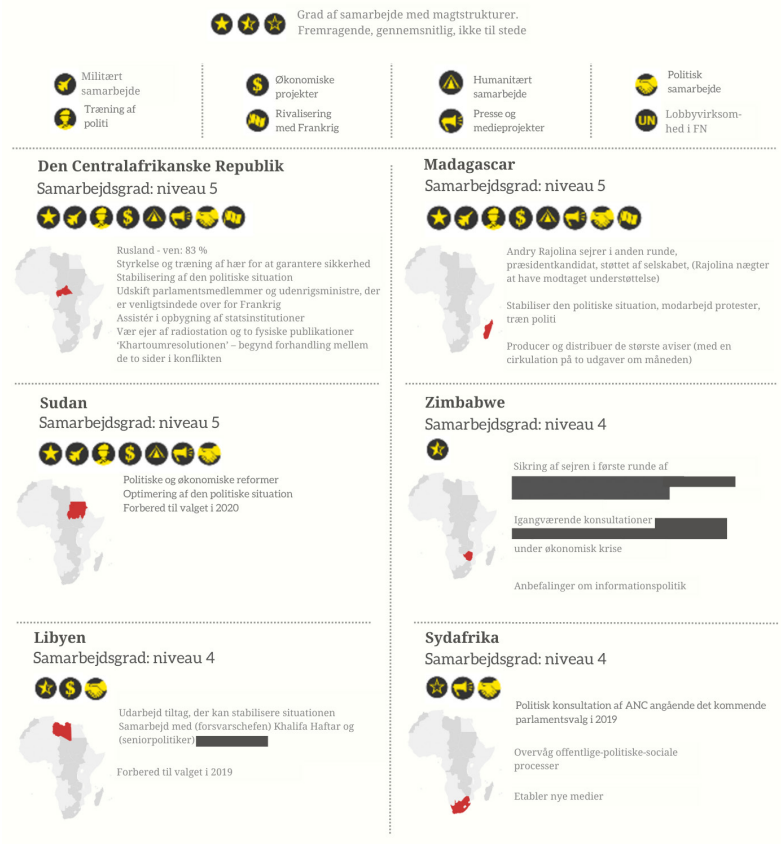 Grad af samarbejde med magtstrukturer.
Fremragende, gennemsnitlig, ikke til stede
Militært
samarbejde
Træning af
politi
Økonomiske
projekter
Rivalisering
med Frankrig
Humanitært
samarbejde
Presse og
medieprojekter
Politisk
samarbejde
UN
Lobbyvirksom-
hed i FN
Den Centralafrikanske Republik
Samarbejdsgrad: niveau 5
$
Rusland - ven: 83 %
Styrkelse og træning af hær for at garantere sikkerhed
Stabilisering af den politiske situation
Udskift parlamentsmedlemmer og udenrigsministre, der
er venligtsindede over for Frankrig
Assistér i opbygning af statsinstitutioner
Vær ejer af radiostation og to fysiske publikationer
‘Khartoumresolutionen’ – begynd forhandling mellem
de to sider i konflikten
Madagascar
Samarbejdsgrad: niveau 5
$
Andry Rajolina sejrer i anden runde,
præsidentkandidat, støttet af selskabet, (Rajolina nægter
at have modtaget understøttelse)
Stabiliser den politiske situation, modarbejd protester,
træn politi
Producer og distribuer de største aviser (med en
cirkulation på to udgaver om måneden)
Sudan
Samarbejdsgrad: niveau 5
$
Politiske og økonomiske reformer
Optimering af den politiske situation
Forbered til valget i 2020
Zimbabwe
Samarbejdsgrad: niveau 4
Sikring af sejren i første runde af
Igangværende konsultationer
under økonomisk krise
Anbefalinger om informationspolitik
Libyen
Samarbejdsgrad: niveau 4
$
Udarbejd tiltag, der kan stabilisere situationen
Samarbejd med (forsvarschefen) Khalifa Haftar og
(seniorpolitiker)
Forbered til valget i 2019
Sydafrika
Samarbejdsgrad: niveau 4
Politisk konsultation af ANC angående det kommende
parlamentsvalg i 2019
Overvåg offentlige-politiske-sociale
processer
Etabler nye medier